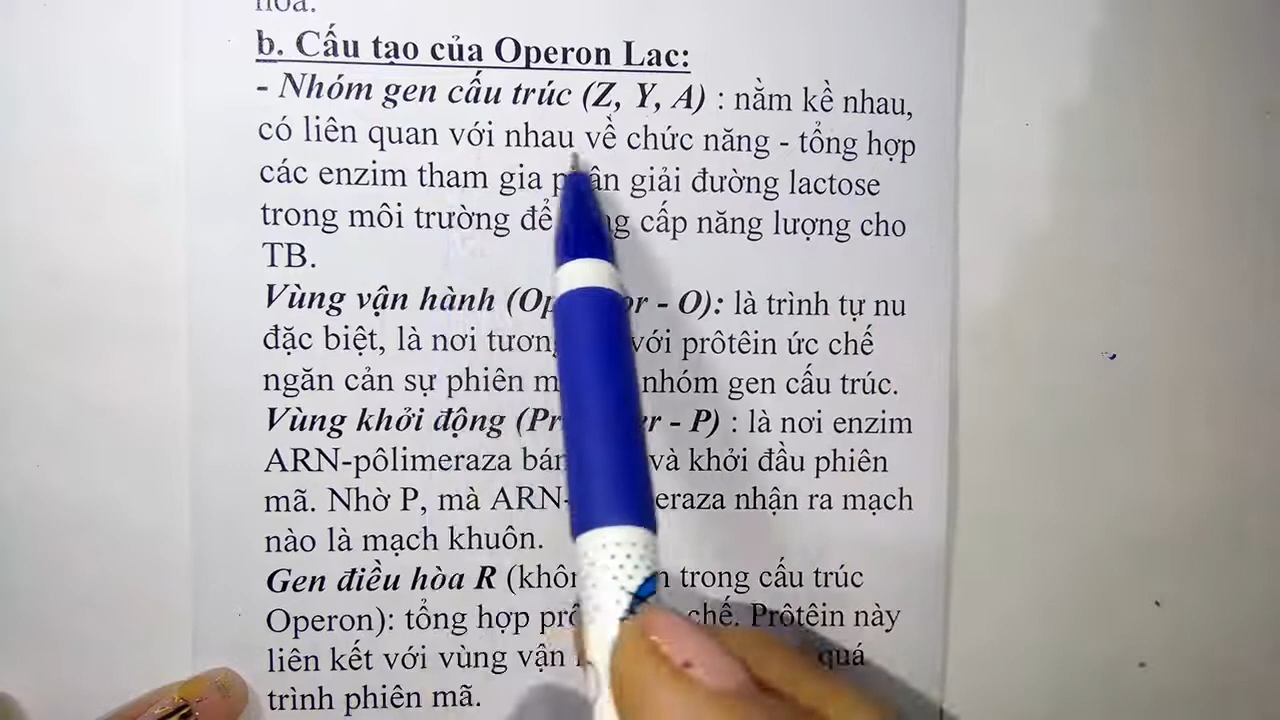 b. Cấu tạo của Operon Lac:
- Nhóm gen cấu trúc (Z, Y, A) : nằm kề nhau,
có liên quan với nhau về chức năng - tổng hợp
các enzim tham gia giải đường lactose
trong môi trường để cấp năng lượng cho
TB.
Vùng vận hành - O): là trình tự nu
đặc biệt, là nơi với prôtêin ức chế
ngăn cản sự phiên nhóm gen cấu trúc.
Vùng khởi động - P) : là nơi enzim
ARN-pôlimeraza và khởi đầu phiên
mã. Nhờ P, mà nhận ra mạch
nào là mạch khuôn.
Gen điều hòa R trong cấu trúc
Operon): tổng hợp chế. Prôtêin này
liên kết với vùng vận quá
trình phiên mã.